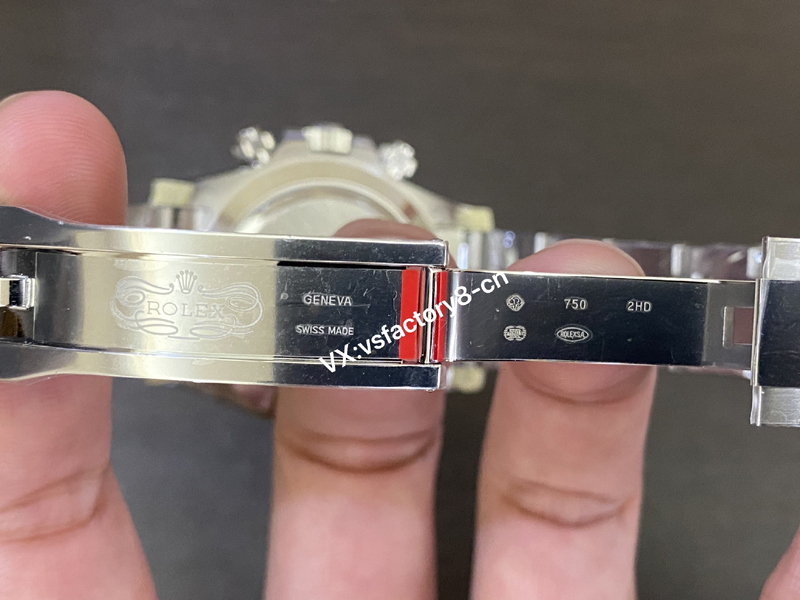 ROLEX
GENEVA
SWISS MADE
VX:vsfactory8-cn
750 2HD
ROLEXSA